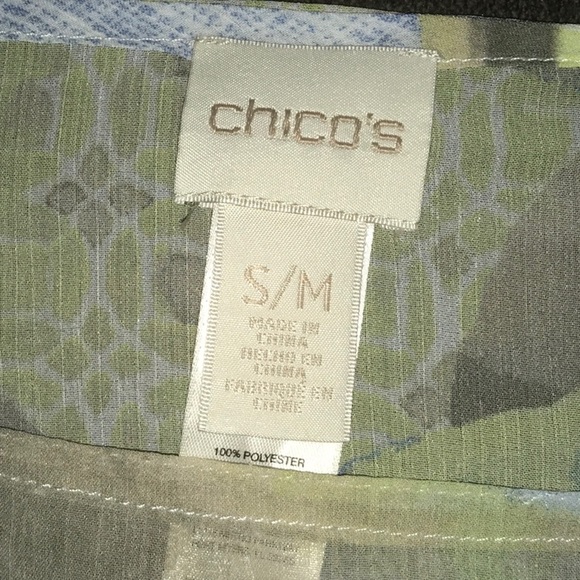 chico's
S/M
MADE IN
CHINA
HECHO EN
CHINA
FABRIQUÉ EN
CHINE
100% POLYESTER